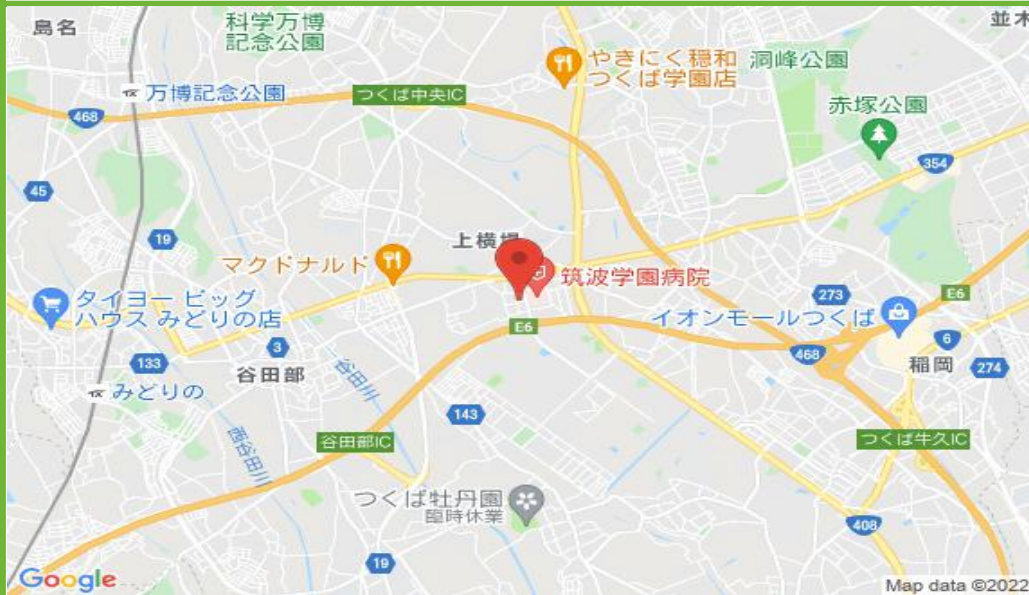 島名
科学万博
記念公園
並木
やきにく穏和
つくば学園店
洞峰公園
万博記念公園
つくば中央IC
赤塚公園
468
354
45
19
上横場
マクドナルド
筑波学園病院
タイヨー ビッグ
ハウス みどりの店
E6
273
E6
イオンモールつくば
133
3
谷田部
谷田川
468
6
稲岡
274
みどりの
143
西谷田川
谷田部IC
つくば牛久IC
つくば牡丹園
臨時休業
408
19
Google
Map data ©2022